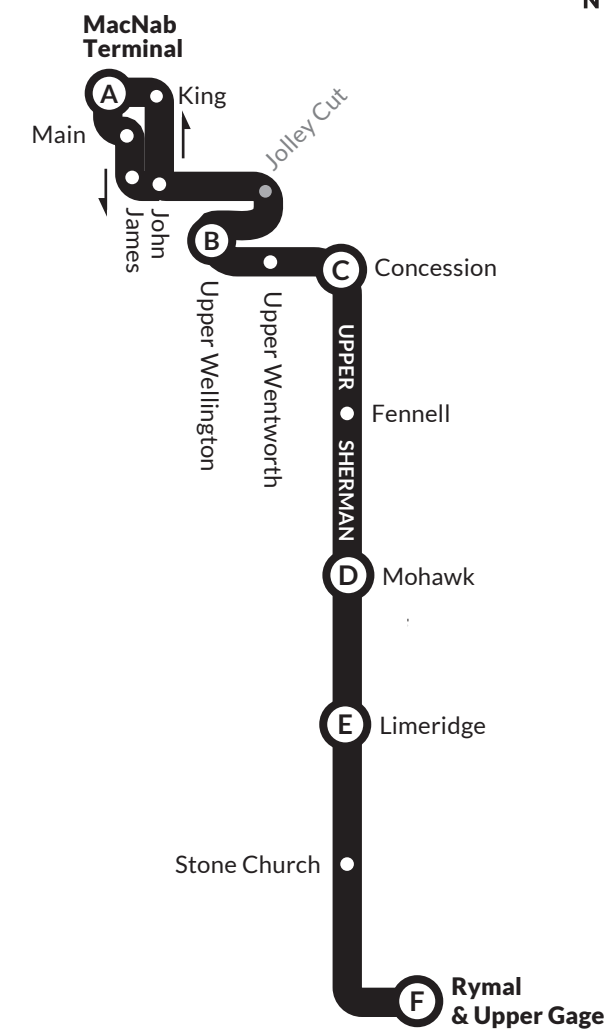 N
MacNab
Terminal
A
King
Main
Jolley Cut
James
John
B
Upper Wellington
Upper Wentworth
C
Concession
UPPER
Fennell
SHERMAN
D
Mohawk
E
Limeridge
Stone Church
F
Rymal
& Upper Gage